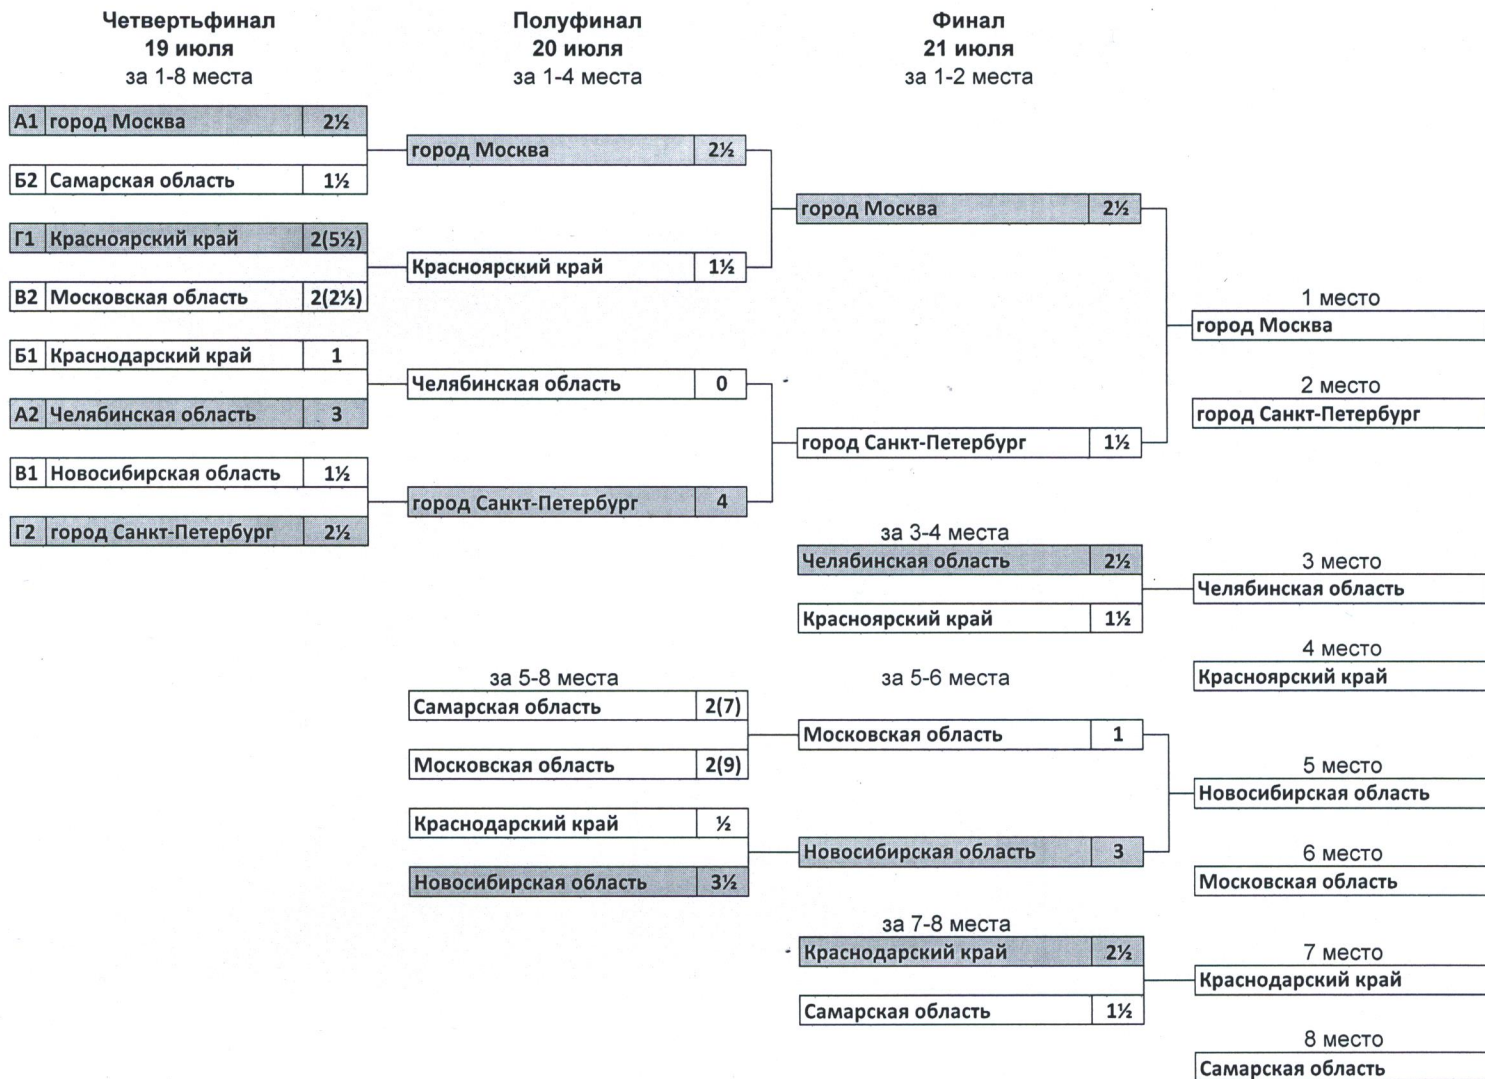 Четвертьфинал
19 июля
за 1-8 места
Полуфинал
20 июля
за 1-4 места
Финал
21 июля
за 1-2 места
А1 город Москва 2½
Б2 Самарская область 1½
Г1 Красноярский край 2(5½)
В2 Московская область 2(2½)
Б1 Краснодарский край 1
А2 Челябинская область 3
В1 Новосибирская область 1½
Г2 город Санкт-Петербург 2½
город Москва 2½
Красноярский край 1½
Челябинская область 0
город Санкт-Петербург 4
город Москва 2½
город Санкт-Петербург 1½
1 место
город Москва
2 место
город Санкт-Петербург
за 3-4 места
Челябинская область 2½
Красноярский край 1½
3 место
Челябинская область
4 место
Красноярский край
за 5-8 места
Самарская область 2(7)
Московская область 2(9)
Краснодарский край ½
Новосибирская область 3½
за 5-6 места
Московская область 1
Новосибирская область 3
5 место
Новосибирская область
6 место
Московская область
за 7-8 места
Краснодарский край 2½
Самарская область 1½
7 место
Краснодарский край
8 место
Самарская область